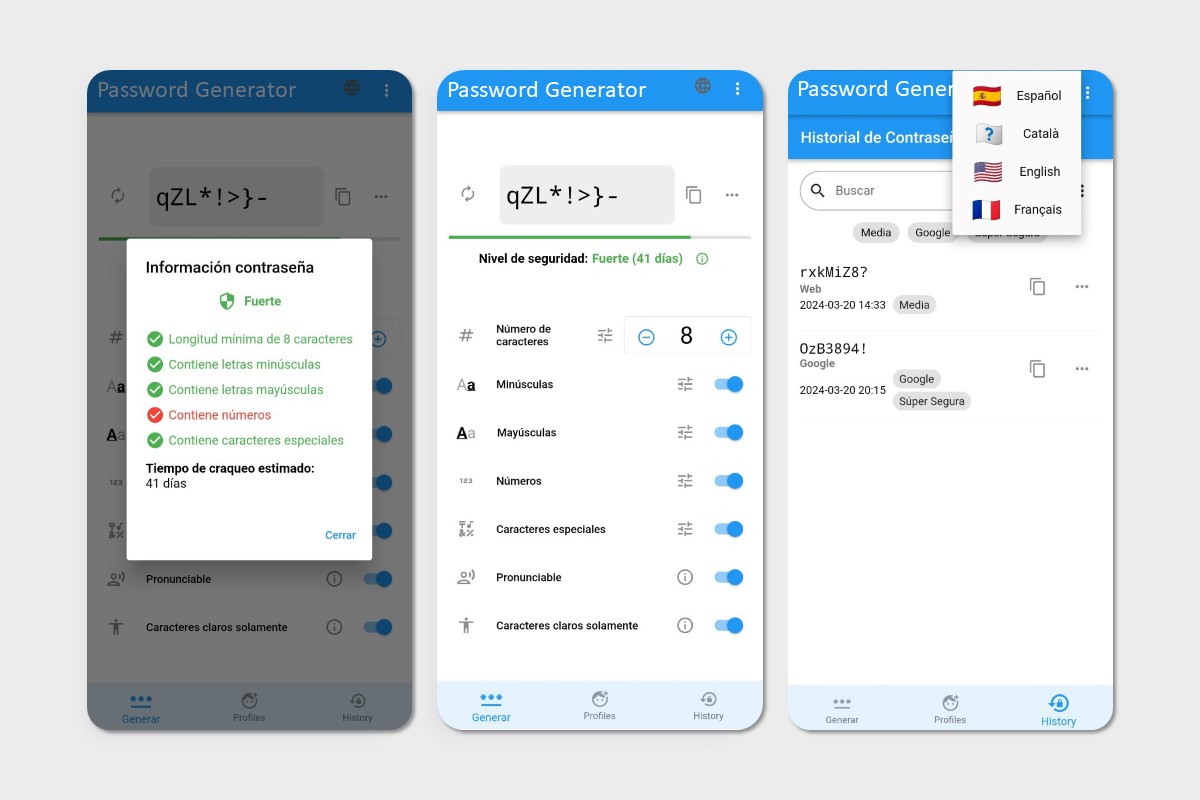 Password Generator
qZL*!>}-
Información contraseña
Fuerte
Longitud mínima de 8 caracteres
Contiene letras minúsculas
Contiene letras mayúsculas
Contiene números
Contiene caracteres especiales
Tiempo de craqueo estimado:
41 días
Cerrar
#
Aa
Aa
123
Pronunciable
Caracteres claros solamente
***
Generar
Profiles
History
Password Generator
qZL*!>}-
Nivel de seguridad: Fuerte (41 días)
#
Número de
caracteres
8
Aa
Minúsculas
Aa
Mayúsculas
123
Números
Caracteres especiales
Pronunciable
Caracteres claros solamente
***
Generar
Profiles
History
Password Gener
Historial de Contraseñ
Español
?
Català
English
Français
Buscar
Media
Google
Súper Segura
rxkMiZ8?
Web
2024-03-20 14:33
Media
OzB3894!
Google
2024-03-20 20:15
Google
Súper Segura
***
Generar
Profiles
History